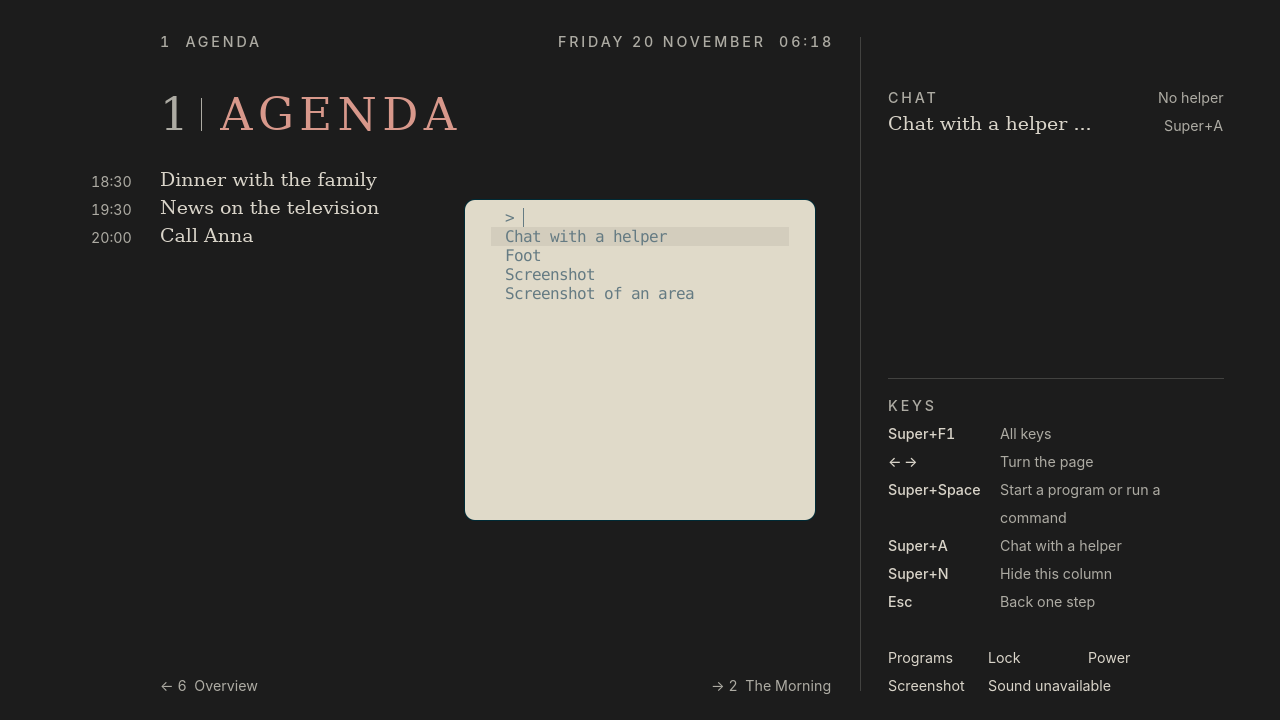 1 AGENDA
FRIDAY 20 NOVEMBER 06:18
1 AGENDA
18:30 Dinner with the family
19:30 News on the television
20:00 Call Anna
>
Chat with a helper
Foot
Screenshot
Screenshot of an area
← 6 Overview
→ 2 The Morning
CHAT No helper
Chat with a helper ... Super+A
KEYS
Super+F1 All keys
← → Turn the page
Super+Space Start a program or run a
command
Super+A Chat with a helper
Super+N Hide this column
Esc Back one step
Programs Lock Power
Screenshot Sound unavailable